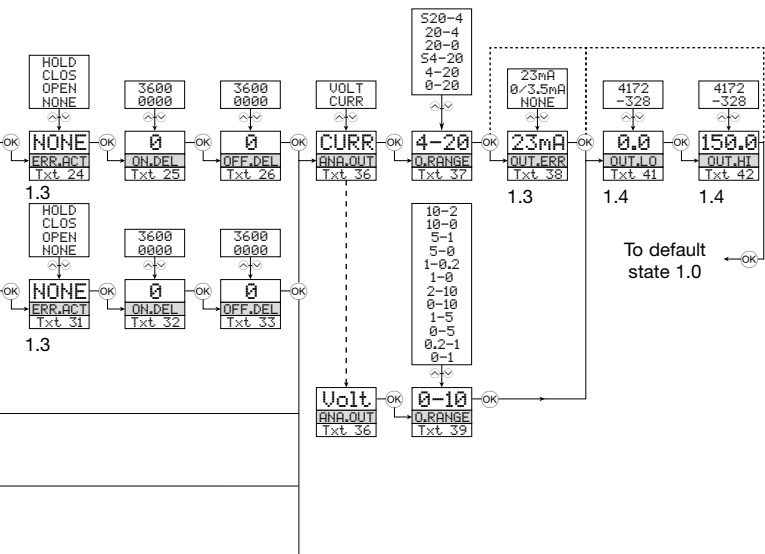 S20-4
20-4
20-0
S4-20
4-20
0-20
HOLD
CLOS
OPEN
NONE
3600
0000
3600
0000
VOLT
CURR
23mA
0/3.5mA
NONE
4172
-328
4172
-328
OK
NONE
ERR.ACT
Txt 24
OK
0
ON.DEL
Txt 25
OK
0
OFF.DEL
Txt 26
OK
CURR
ANA.OUT
Txt 36
OK
4-20
O.RANGE
Txt 37
OK
23mA
OUT.ERR
Txt 38
OK
0.0
OUT.LO
Txt 41
OK
150.0
OUT.HI
Txt 42
1.3
1.3
1.4
1.4
HOLD
CLOS
OPEN
NONE
3600
0000
3600
0000
10-2
10-0
5-1
5-0
1-0.2
1-0
2-10
0-10
1-5
0-5
0.2-1
0-1
To default
state 1.0
OK
OK
NONE
ERR.ACT
Txt 31
OK
0
ON.DEL
Txt 32
OK
0
OFF.DEL
Txt 33
OK
1.3
Volt
ANA.OUT
Txt 36
OK
0-10
O.RANGE
Txt 39
OK